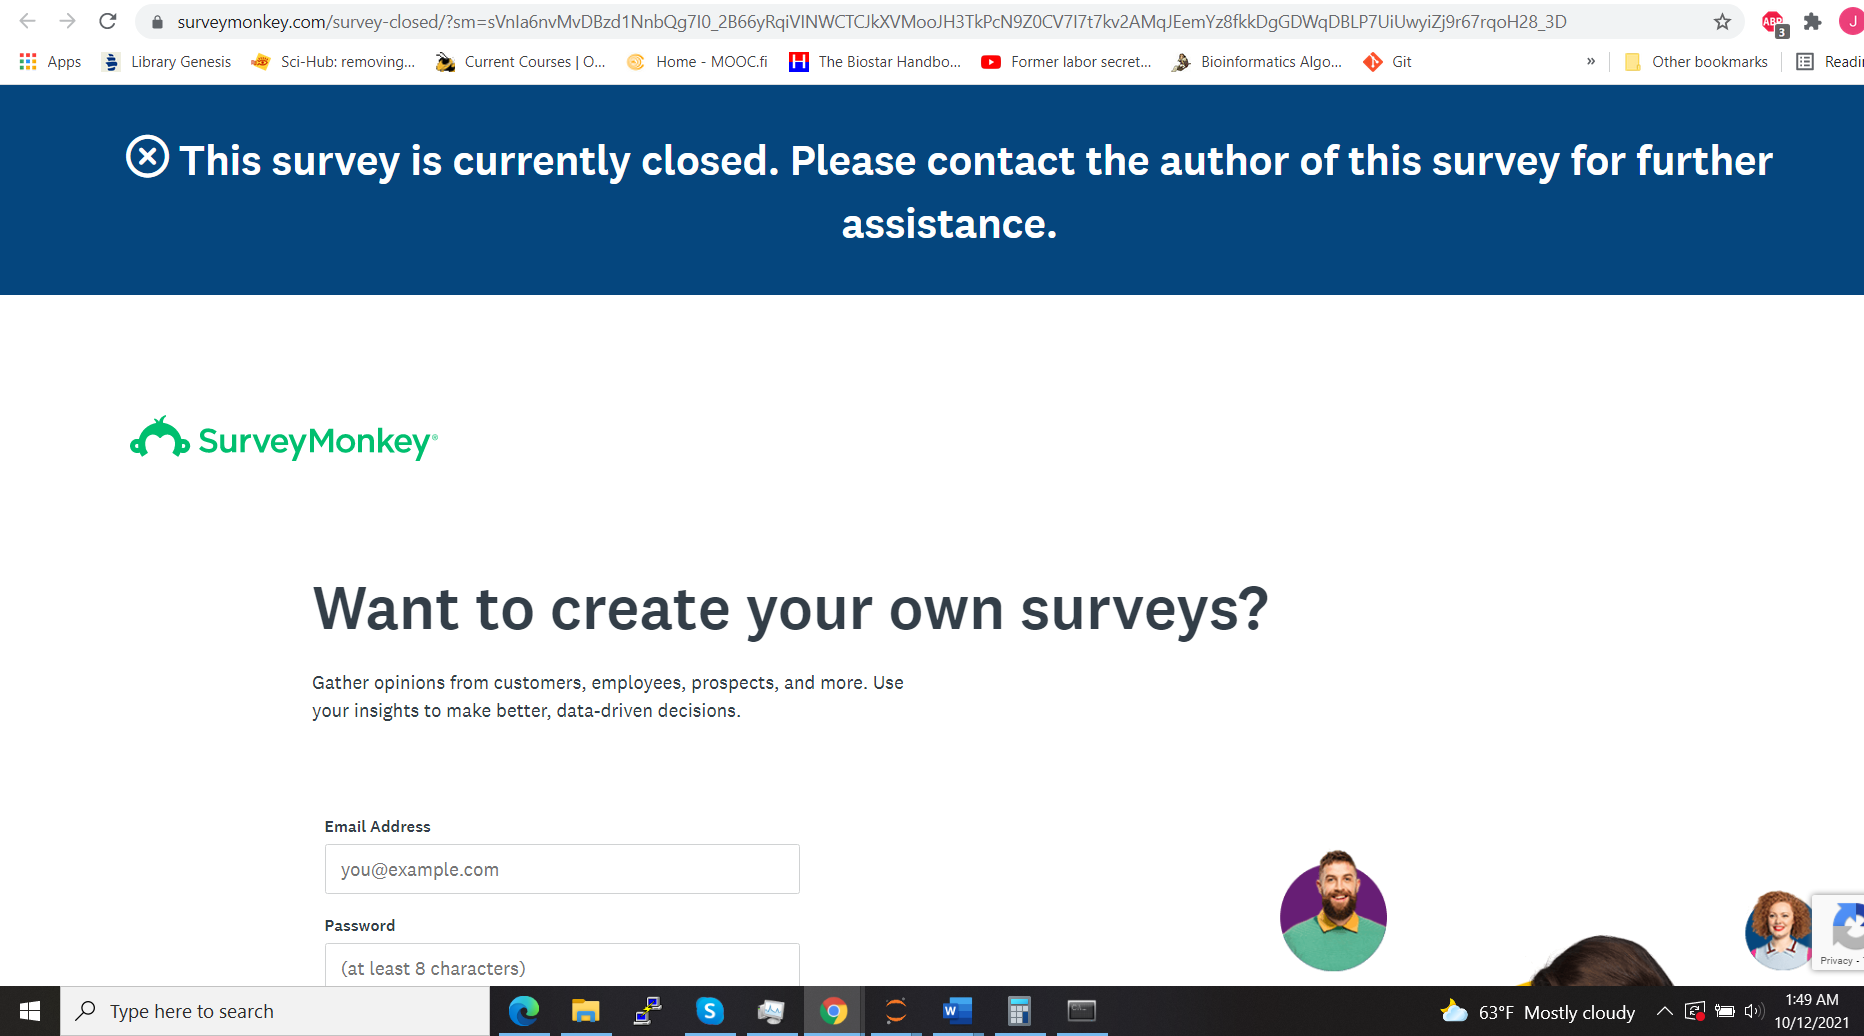 surveymonkey.com/survey-closed/?sm=sVnIa6nvMvDBzd1NnbQg7I0_2B66yRqiVINWCTCJkXVMooJH3TkPcN9Z0CV7I7t7kv2AMqJEemYz8fkkDgGDWqDBLP7UiUwyiZj9r67rqoH28_3D
ABP 3 J
Apps Library Genesis Sci-Hub: removing... Current Courses | O... Home - MOOC.fi The Biostar Handbo... Former labor secret... Bioinformatics Algo... Git » Other bookmarks Readi
This survey is currently closed. Please contact the author of this survey for further
assistance.
SurveyMonkey®
Want to create your own surveys?
Gather opinions from customers, employees, prospects, and more. Use
your insights to make better, data-driven decisions.
Email Address
you@example.com
Password
(at least 8 characters)
Privacy -
Type here to search
63°F Mostly cloudy
1:49 AM
10/12/2021